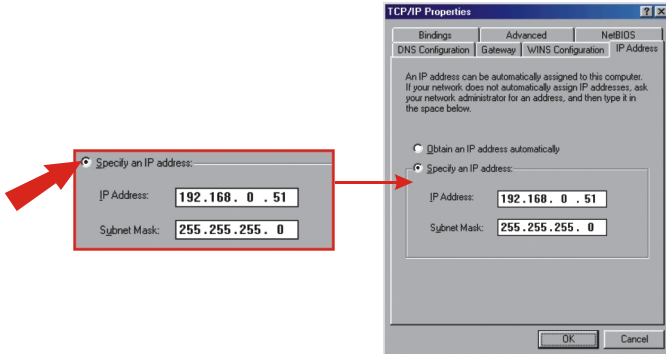 Specify an IP address:
IP Address: 192.168. 0 .51
Subnet Mask: 255.255.255. 0
TCP/IP Properties
Bindings Advanced NetBIOS
DNS Configuration Gateway WINS Configuration IP Address
An IP address can be automatically assigned to this computer.
If your network does not automatically assign IP addresses, ask
your network administrator for an address, and then type it in
the space below.
Obtain an IP address automatically
Specify an IP address:
IP Address: 192.168. 0 .51
Subnet Mask: 255.255.255. 0
OK Cancel